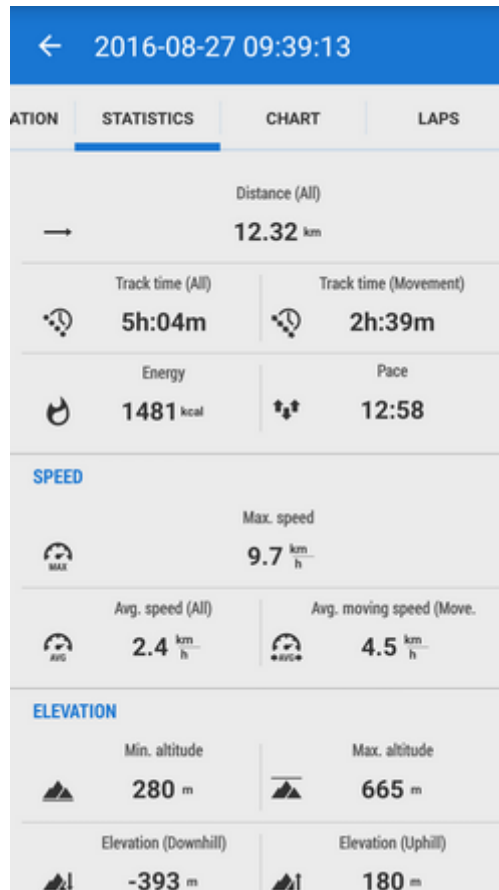 2016-08-27 09:39:13
ATION STATISTICS CHART LAPS
Distance (All)
12.32 km
Track time (All) Track time (Movement)
5h:04m 2h:39m
Energy Pace
1481 kcal 12:58
SPEED
Max. speed
MAX 9.7 km/h
Avg. speed (All) Avg. moving speed (Move.
AVG 2.4 km/h AVG 4.5 km/h
ELEVATION
Min. altitude Max. altitude
280 m 665 m
Elevation (Downhill) Elevation (Uphill)
-393 m 180 m